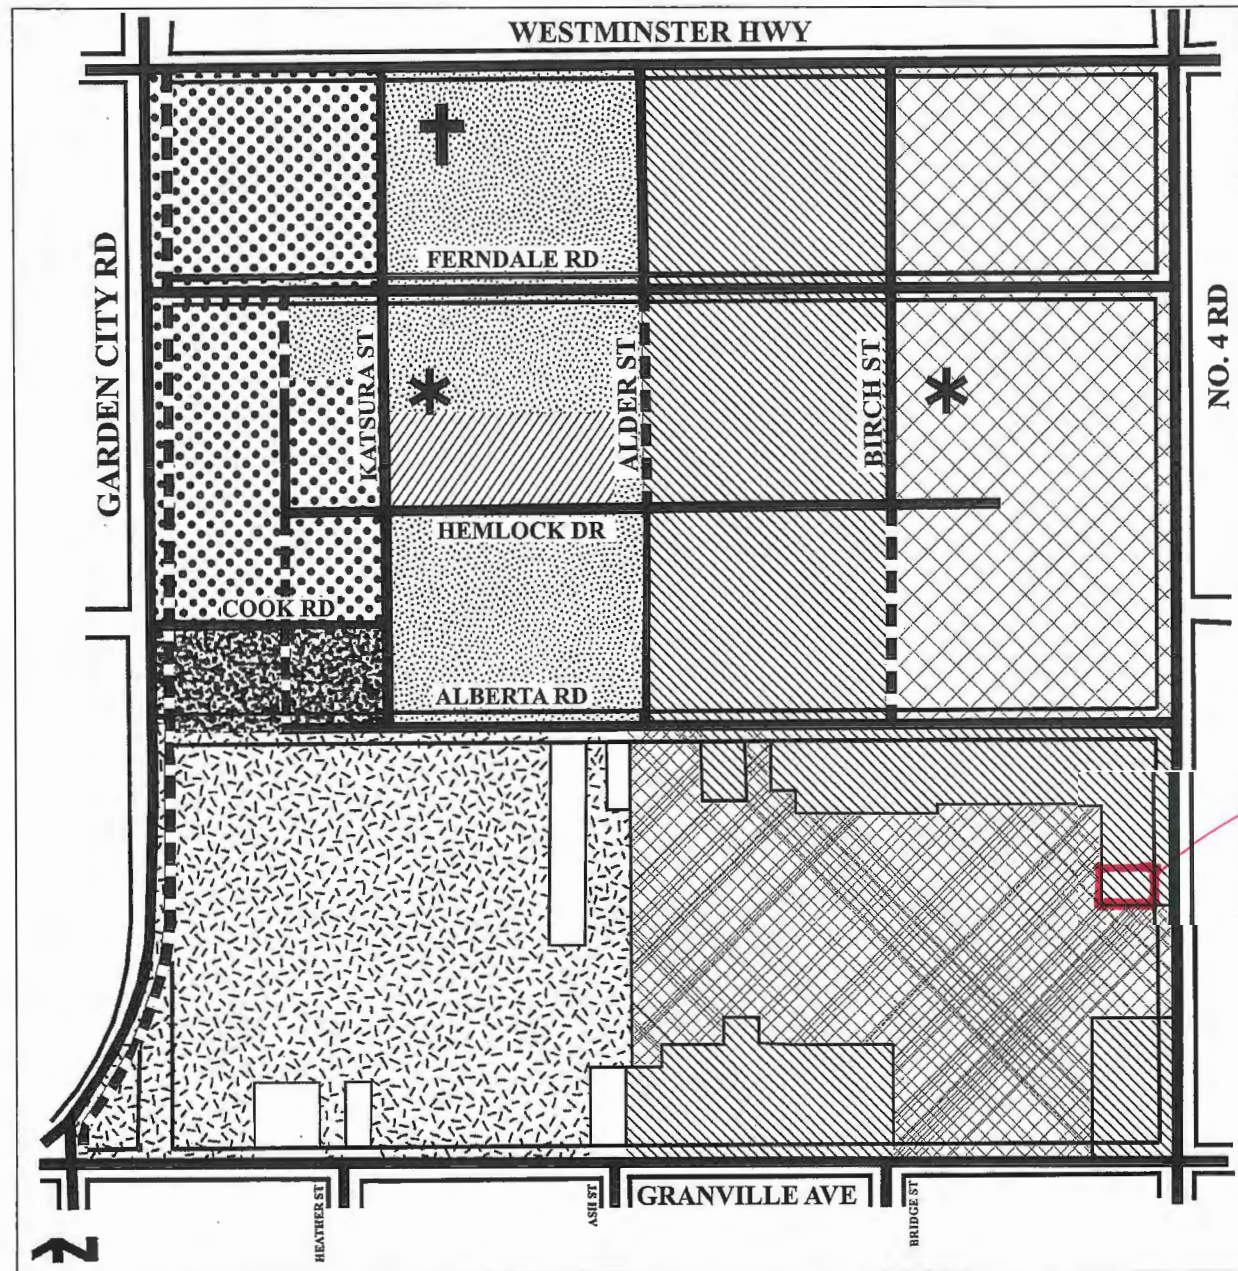 WESTMINSTER HWY
FERNDALE RD
GARDEN CITY RD
KATSURA ST
ALDER ST
BIRCH ST
NO. 4 RD
HEMLOCK DR
COOK RD
ALBERTA RD
GRANVILLE AVE
HEATHER ST
ASH ST
BRIDGE ST
Z